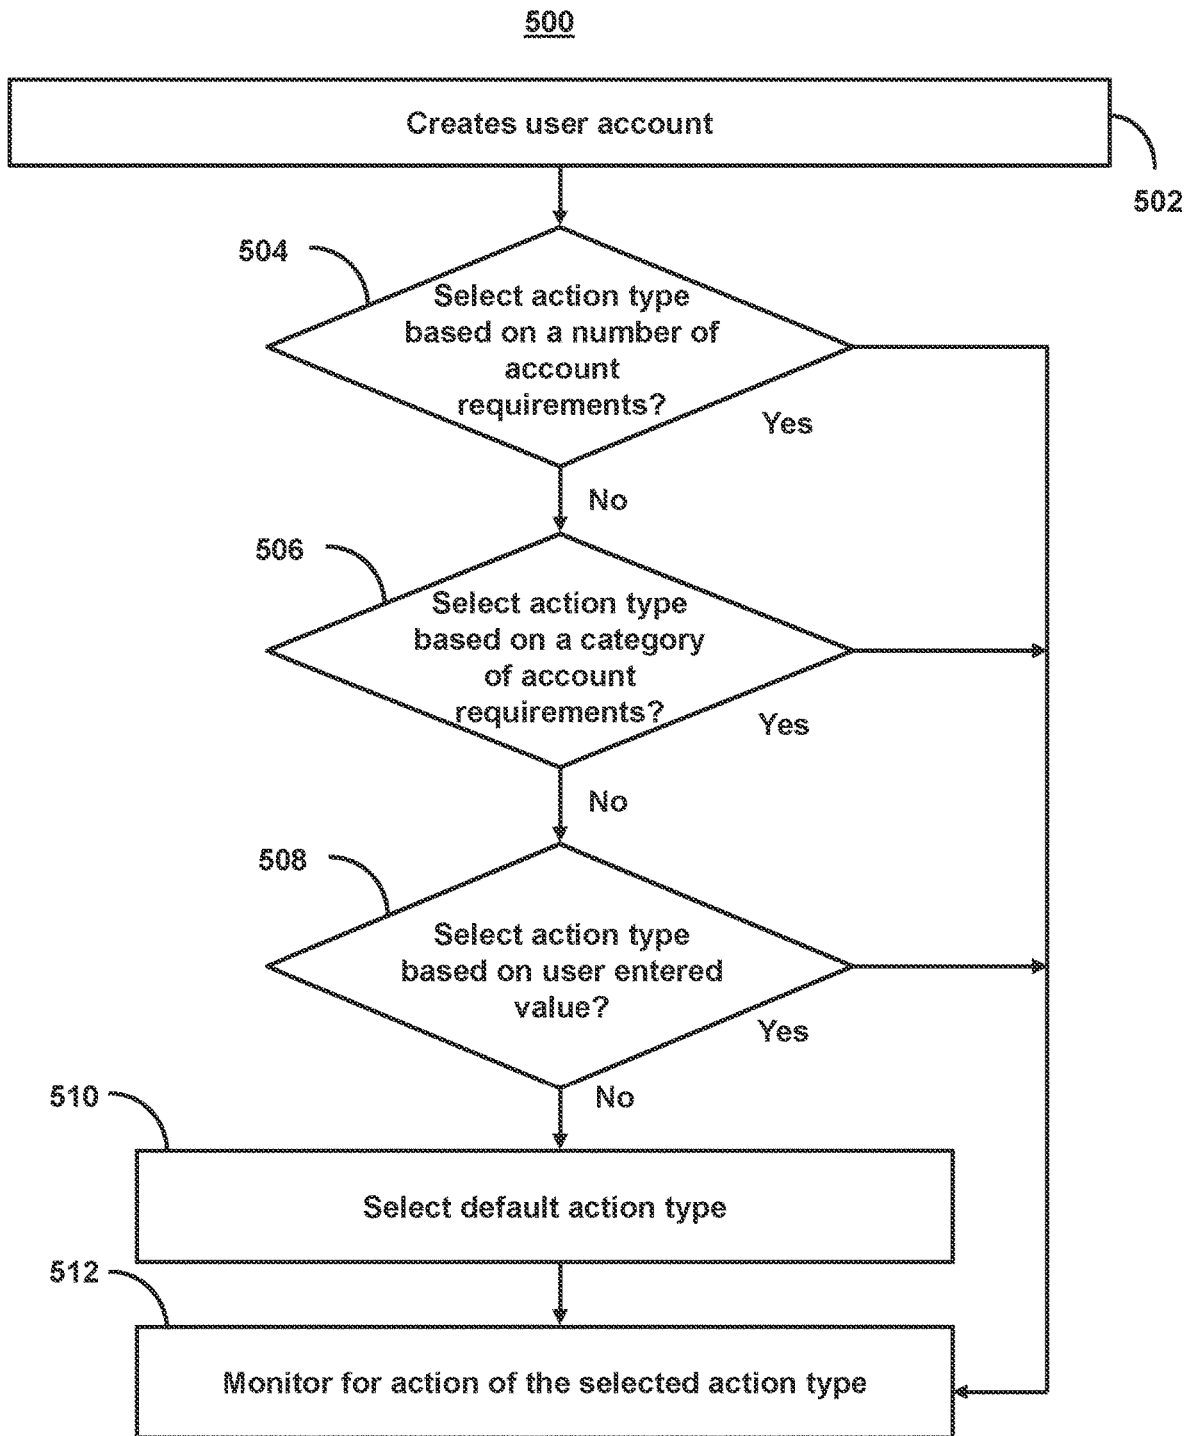 500
Creates user account
502
504
Select action type
based on a number of
account
requirements?
Yes
No
506
Select action type
based on a category
of account
requirements?
Yes
No
508
Select action type
based on user entered
value?
Yes
No
510
Select default action type
512
Monitor for action of the selected action type